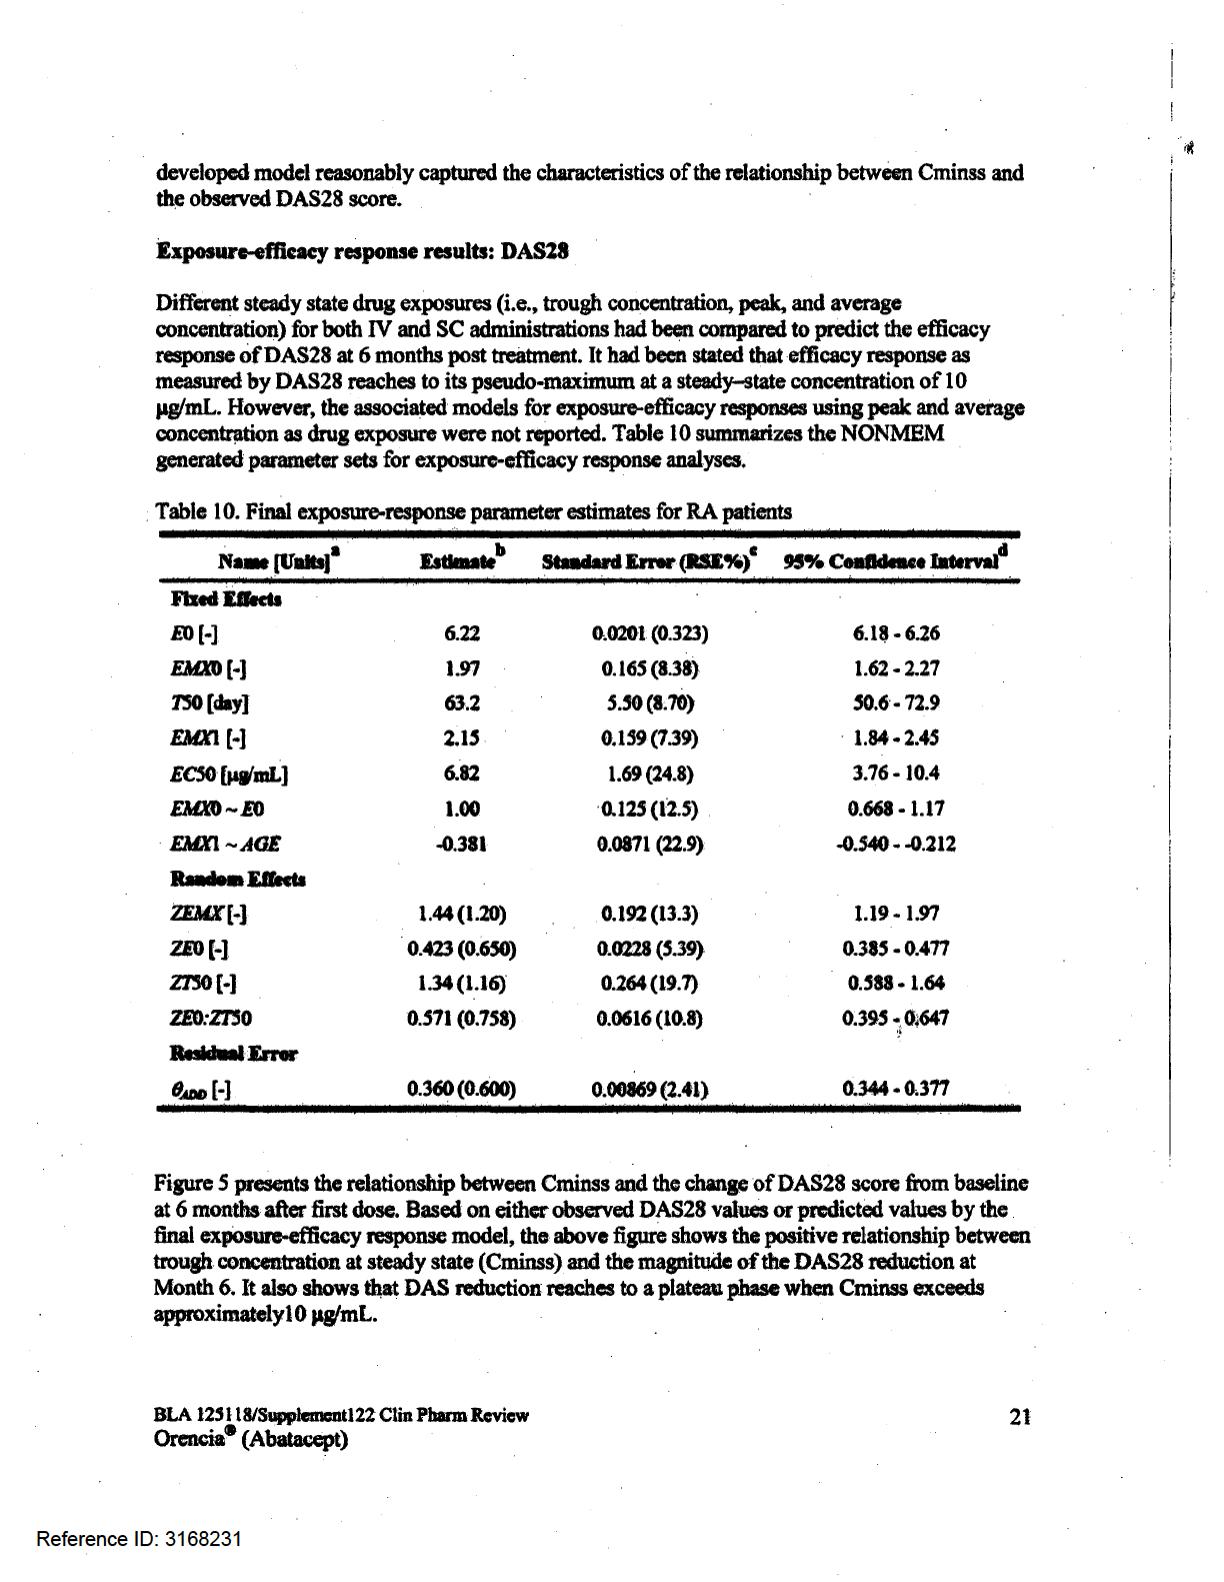 developed model reasonably captured the characteristics of the relationship between Cminss and
the observed DAS28 score.
Exposure-efficacy response results: DAS28
Different steady state drug exposures (i.e., trough concentration, peak, and average
concentration) for both IV and SC administrations had been compared to predict the efficacy
response of DAS28 at 6 months post treatment. It had been stated that efficacy response as
measured by DAS28 reaches to its pseudo-maximum at a steady–state concentration of 10
µg/mL. However, the associated models for exposure-efficacy responses using peak and average
concentration as drug exposure were not reported. Table 10 summarizes the NONMEM
generated parameter sets for exposure-efficacy response analyses.
Table 10. Final exposure-response parameter estimates for RA patients
Name [Units]a Estimateb Standard Error (RSE%)c 95% Confidence Intervald
Fixed Effects
E0 [-] 6.22 0.0201 (0.323) 6.18 - 6.26
EMX0 [-] 1.97 0.165 (8.38) 1.62 - 2.27
T50 [day] 63.2 5.50 (8.70) 50.6 - 72.9
EMX1 [-] 2.15 0.159 (7.39) 1.84 - 2.45
EC50 [µg/mL] 6.82 1.69 (24.8) 3.76 - 10.4
EMX0 ~ E0 1.00 0.125 (12.5) 0.668 - 1.17
EMX1 ~ AGE -0.381 0.0871 (22.9) -0.540 - -0.212
Random Effects
ZEMX [-] 1.44 (1.20) 0.192 (13.3) 1.19 - 1.97
ZE0 [-] 0.423 (0.650) 0.0228 (5.39) 0.385 - 0.477
ZT50 [-] 1.34 (1.16) 0.264 (19.7) 0.588 - 1.64
ZE0:ZT50 0.571 (0.758) 0.0616 (10.8) 0.395 - 0.647
Residual Error
θADD [-] 0.360 (0.600) 0.00869 (2.41) 0.344 - 0.377
Figure 5 presents the relationship between Cminss and the change of DAS28 score from baseline
at 6 months after first dose. Based on either observed DAS28 values or predicted values by the
final exposure-efficacy response model, the above figure shows the positive relationship between
trough concentration at steady state (Cminss) and the magnitude of the DAS28 reduction at
Month 6. It also shows that DAS reduction reaches to a plateau phase when Cminss exceeds
approximately10 µg/mL.
BLA 125118/Supplement122 Clin Pharm Review 21
Orencia® (Abatacept)
Reference ID: 3168231